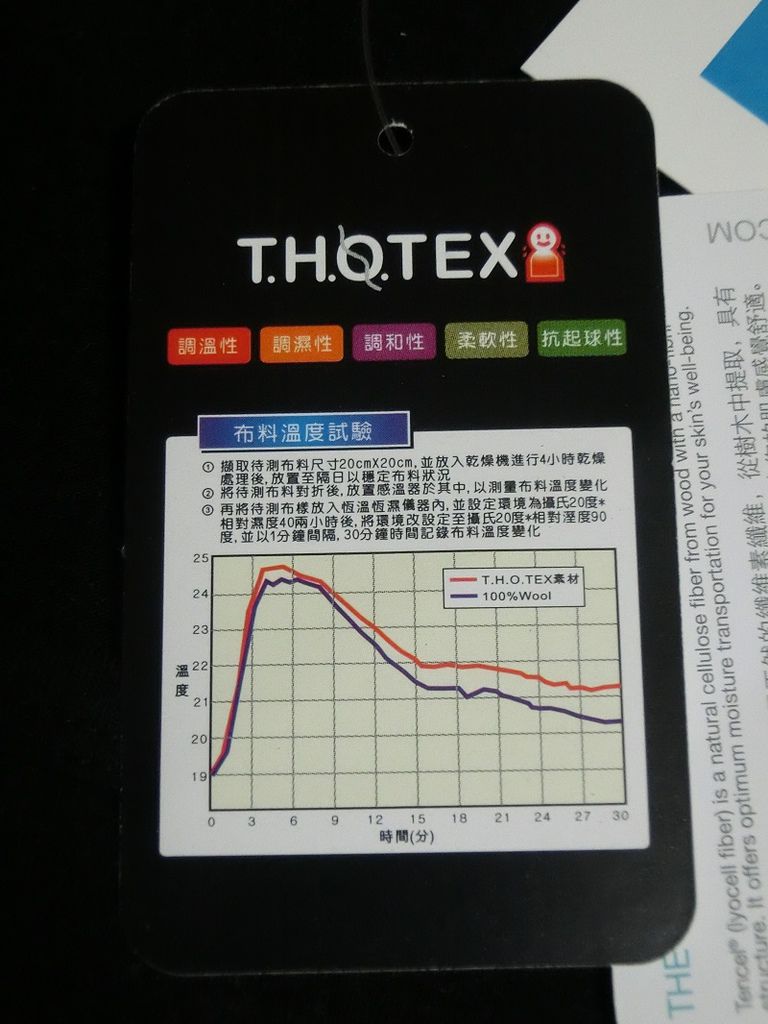 T.H.O.TEX
調溫性 調濕性 調和性 柔軟性 抗起球性
布料溫度試驗
① 擷取待測布料尺寸20cmX20cm,並放入乾燥機進行4小時乾燥
處理後,放置至隔日以穩定布料狀況
② 將待測布料對折後,放置感溫器於其中,以測量布料溫度變化
③ 再將待測布樣放入恆溫恆濕儀器內,並設定環境為攝氏20度*
相對濕度40兩小時後,將環境改設定至攝氏20度*相對溼度90
度,並以1分鐘間隔,30分鐘時間記錄布料溫度變化
T.H.O.TEX素材
100%Wool
25
24
23
22
21
20
19
溫度
0 3 6 9 12 15 18 21 24 27 30
時間(分)
COM
從樹木中提取,具有
THE
Tencel® (lyocell fiber) is a natural cellulose fiber from wood with a nano-fibril
structure. It offers optimum moisture transportation for your skin's well-being.